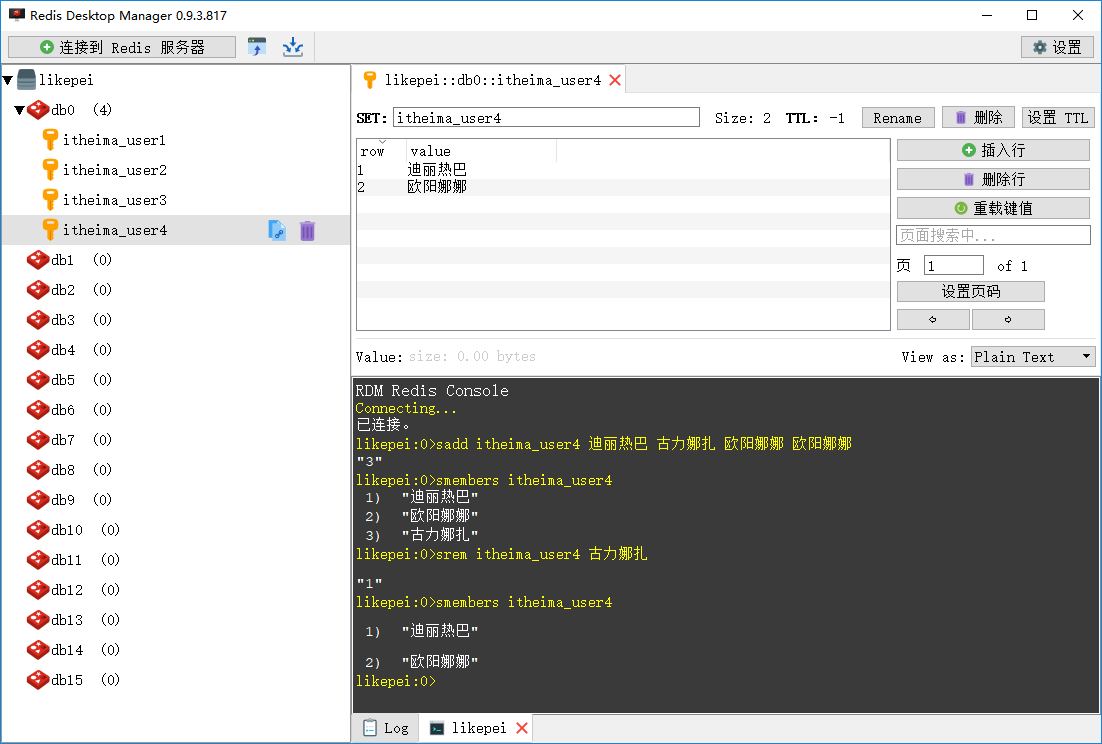 Redis Desktop Manager 0.9.3.817
连接到 Redis 服务器
设置
likepei
db0 (4)
itheima_user1
itheima_user2
itheima_user3
itheima_user4
db1 (0)
db2 (0)
db3 (0)
db4 (0)
db5 (0)
db6 (0)
db7 (0)
db8 (0)
db9 (0)
db10 (0)
db11 (0)
db12 (0)
db13 (0)
db14 (0)
db15 (0)
likepei::db0::itheima_user4
SET: itheima_user4 Size: 2 TTL: -1 Rename 删除 设置 TTL
row value
1 迪丽热巴
2 欧阳娜娜
插入行
删除行
重载键值
页面搜索中...
页 1 of 1
设置页码
Value: size: 0.00 bytes View as: Plain Text
RDM Redis Console
Connecting...
已连接。
likepei:0>sadd itheima_user4 迪丽热巴 古力娜扎 欧阳娜娜 欧阳娜娜
"3"
likepei:0>smembers itheima_user4
1) "迪丽热巴"
2) "欧阳娜娜"
3) "古力娜扎"
likepei:0>srem itheima_user4 古力娜扎
"1"
likepei:0>smembers itheima_user4
1) "迪丽热巴"
2) "欧阳娜娜"
likepei:0>
Log likepei